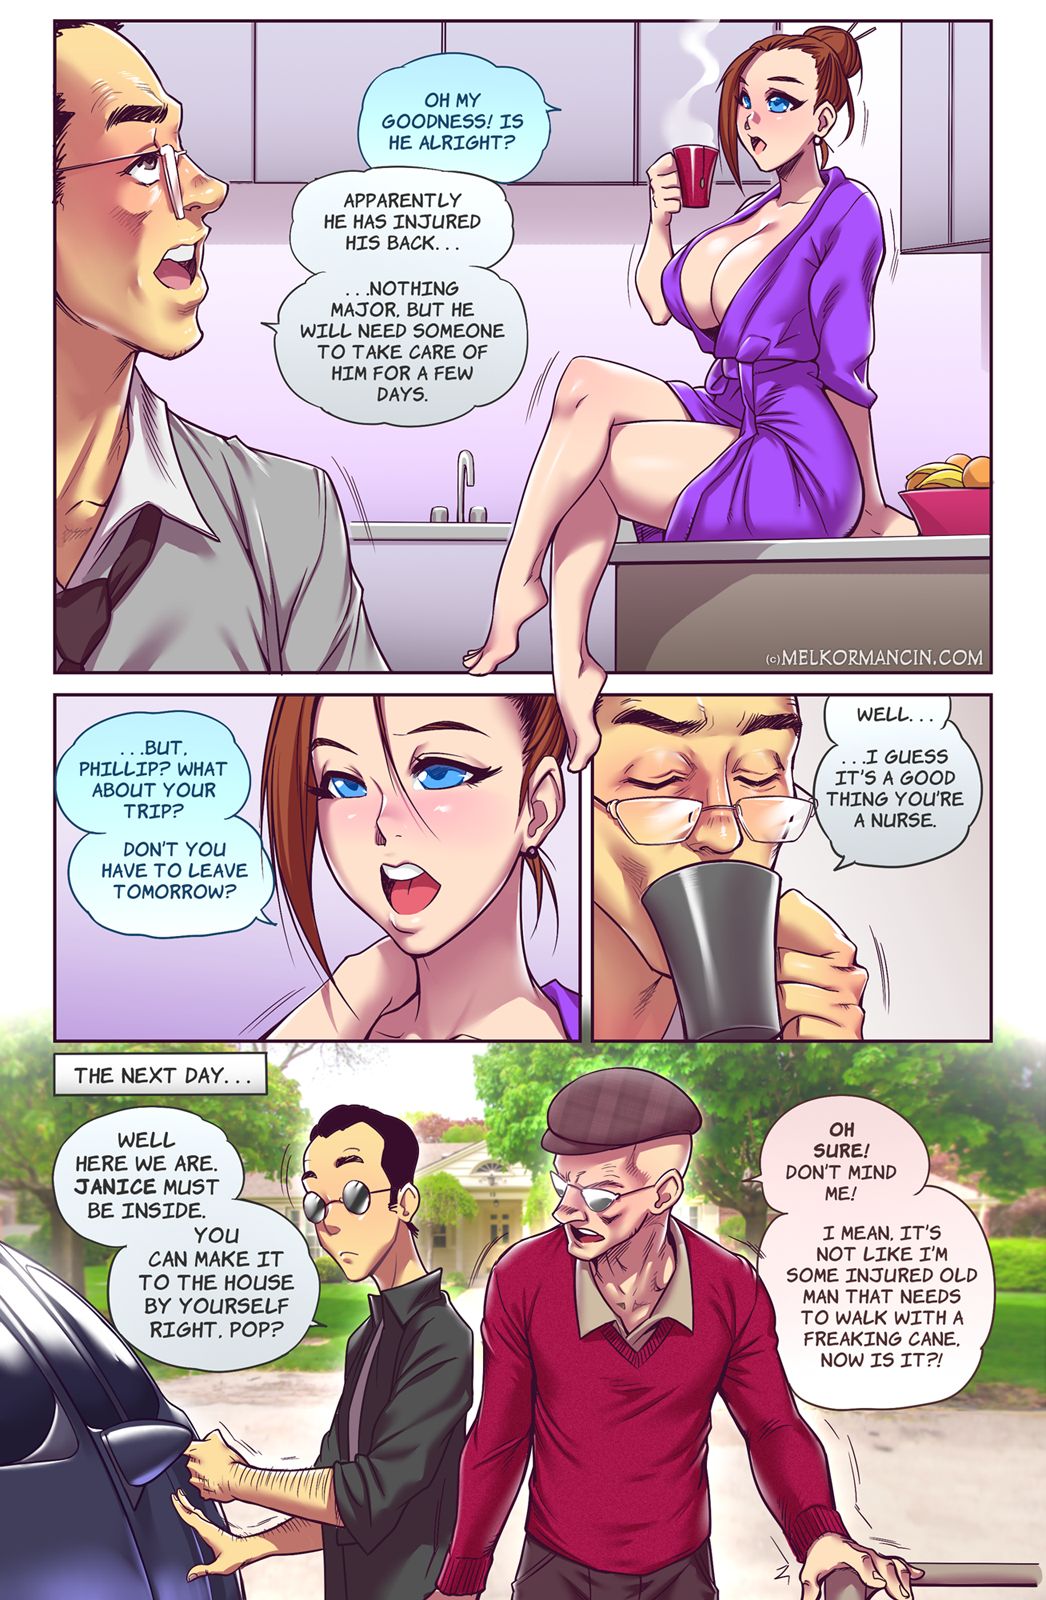 OH MY
GOODNESS! IS
HE ALRIGHT?
APPARENTLY
HE HAS INJURED
HIS BACK. . .
. . .NOTHING
MAJOR, BUT HE
WILL NEED SOMEONE
TO TAKE CARE OF
HIM FOR A FEW
DAYS.
(c)MELKORMANCIN.COM
. . .BUT,
PHILLIP? WHAT
ABOUT YOUR
TRIP?
DON'T YOU
HAVE TO LEAVE
TOMORROW?
WELL. . .
. . .I GUESS
IT'S A GOOD
THING YOU'RE
A NURSE.
THE NEXT DAY. . .
WELL
HERE WE ARE.
JANICE MUST
BE INSIDE.
YOU
CAN MAKE IT
TO THE HOUSE
BY YOURSELF
RIGHT, POP?
OH
SURE!
DON'T MIND
ME!
I MEAN, IT'S
NOT LIKE I'M
SOME INJURED OLD
MAN THAT NEEDS
TO WALK WITH A
FREAKING CANE,
NOW IS IT?!